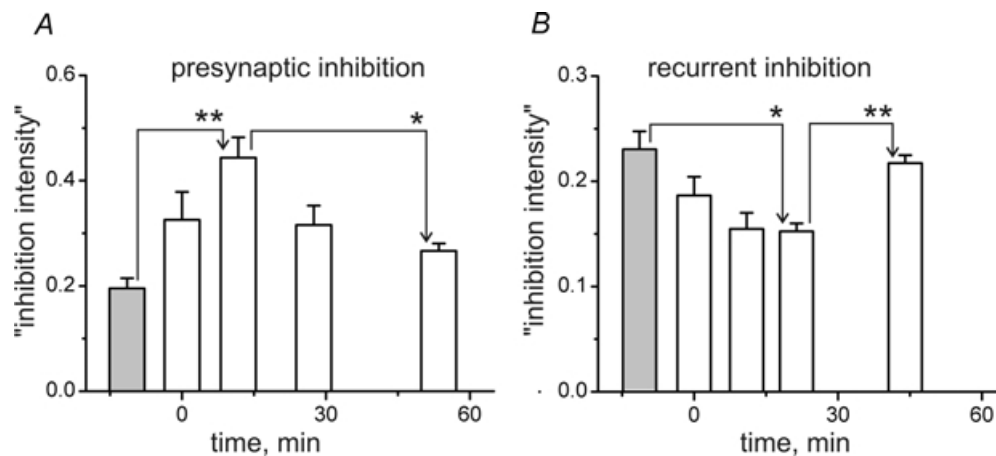 A
presynaptic inhibition
"inhibition intensity"
0.6
0.4
0.2
0.0
**
*
0
30
60
time, min
B
recurrent inhibition
"inhibition intensity"
0.3
0.2
0.1
0.0
*
**
0
30
60
time, min